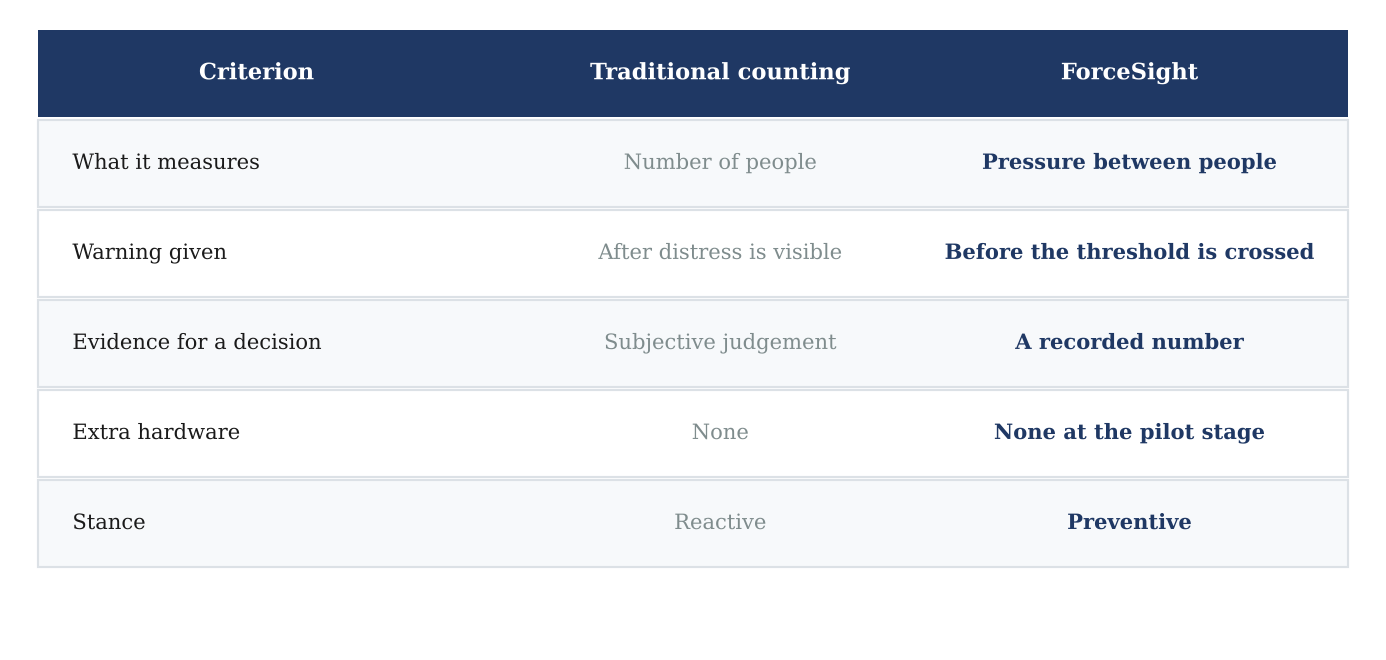 Criterion Traditional counting ForceSight
What it measures Number of people Pressure between people
Warning given After distress is visible Before the threshold is crossed
Evidence for a decision Subjective judgement A recorded number
Extra hardware None None at the pilot stage
Stance Reactive Preventive